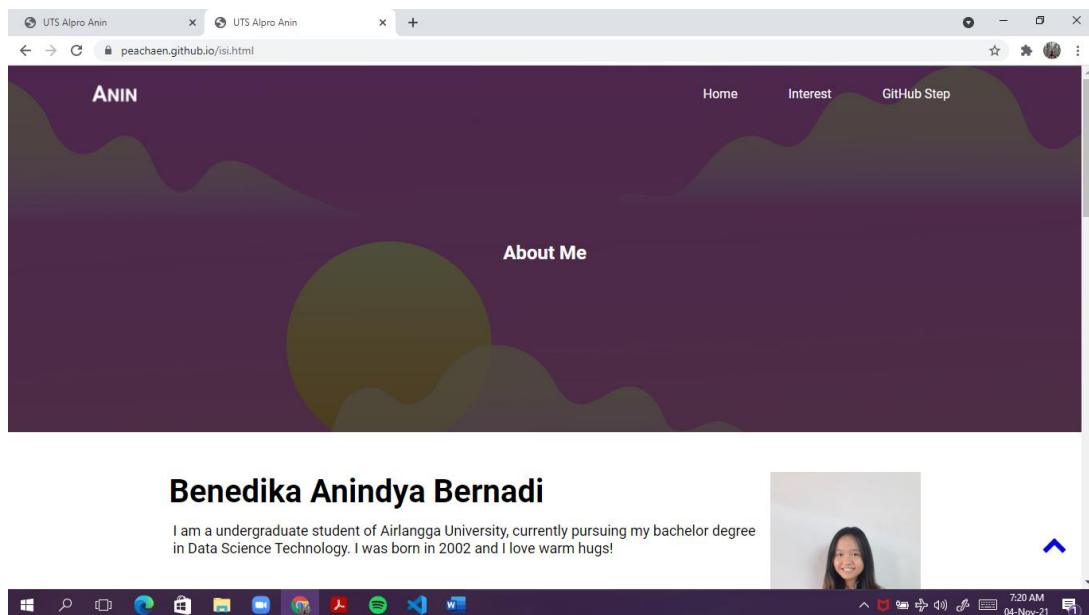 UTS Alpro Anin
UTS Alpro Anin
peachaen.github.io/isi.html
ANIN
Home Interest GitHub Step
About Me
Benedika Anindya Bernadi
I am a undergraduate student of Airlangga University, currently pursuing my bachelor degree
in Data Science Technology. I was born in 2002 and I love warm hugs!
7:20 AM
04-Nov-21